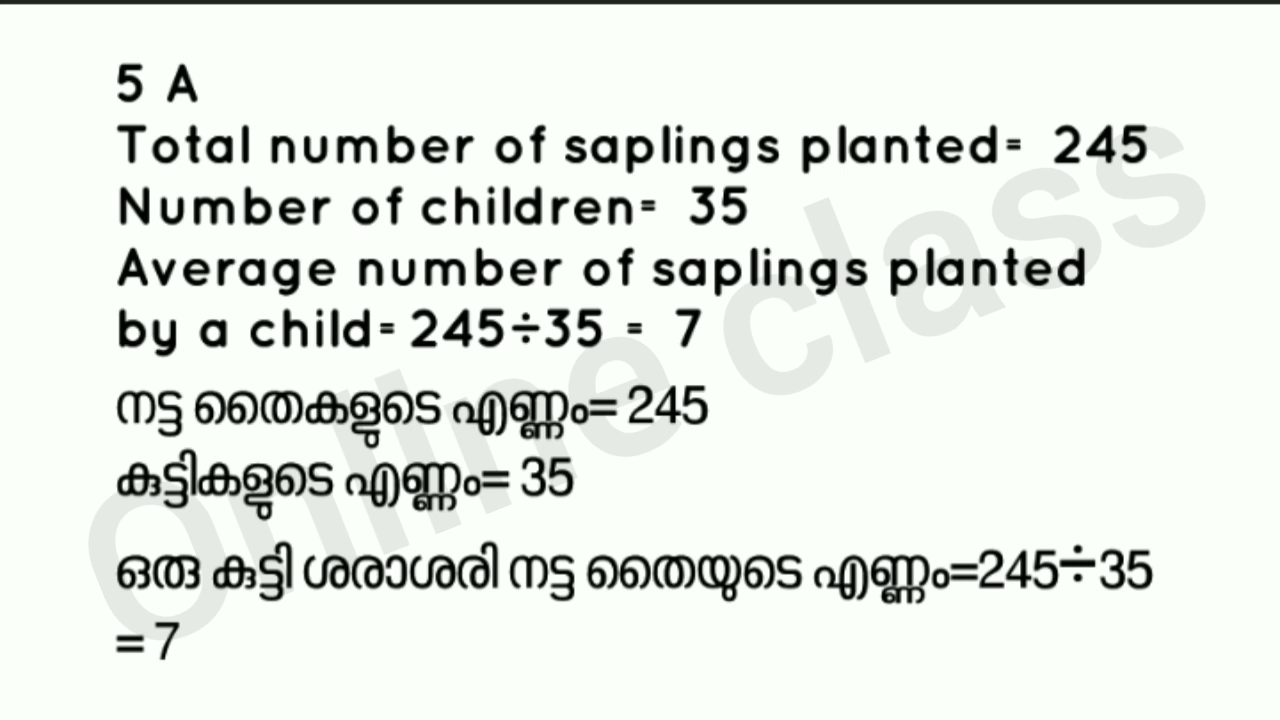 5 A
Total number of saplings planted= 245
Number of children= 35
Average number of saplings planted
by a child= 245÷35 = 7
നട്ട തൈകളുടെ എണ്ണം= 245
കുട്ടികളുടെ എണ്ണം= 35
ഒരു കുട്ടി ശരാശരി നട്ട തൈയുടെ എണ്ണം=245÷35
= 7
Online class